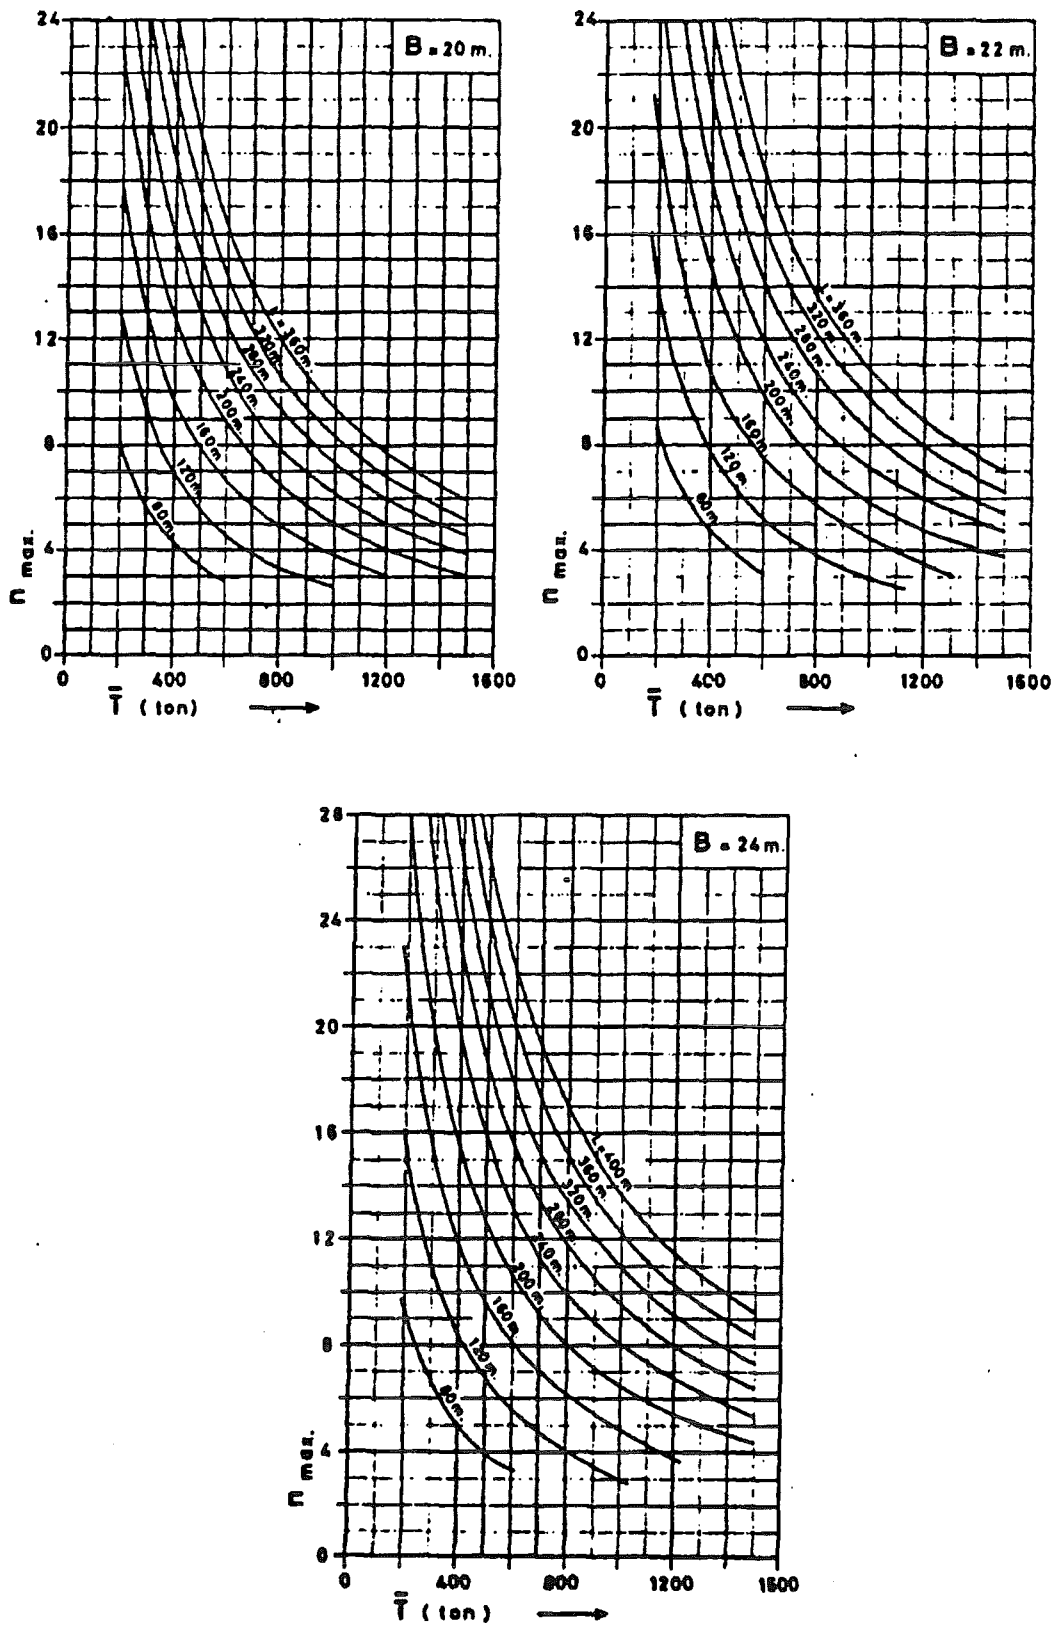 B = 20 m.
24
20
16
12
8
4
0
n max.
L = 360 m.
320 m.
280 m.
240 m.
200 m.
160 m
120 m.
80 m.
0 400 800 1200 1600
T̿ (ton)
B = 22 m.
24
20
16
12
8
4
0
n max.
L = 360 m.
320 m.
280 m.
240 m.
200 m.
160 m
120 m.
80 m.
0 400 800 1200 1600
T̿ (ton)
B = 24 m.
28
24
20
16
12
8
4
0
n max.
L = 400 m
360 m.
320 m.
280 m.
240 m.
200 m.
160 m
120 m.
80 m.
0 400 800 1200 1600
T̿ (ton)